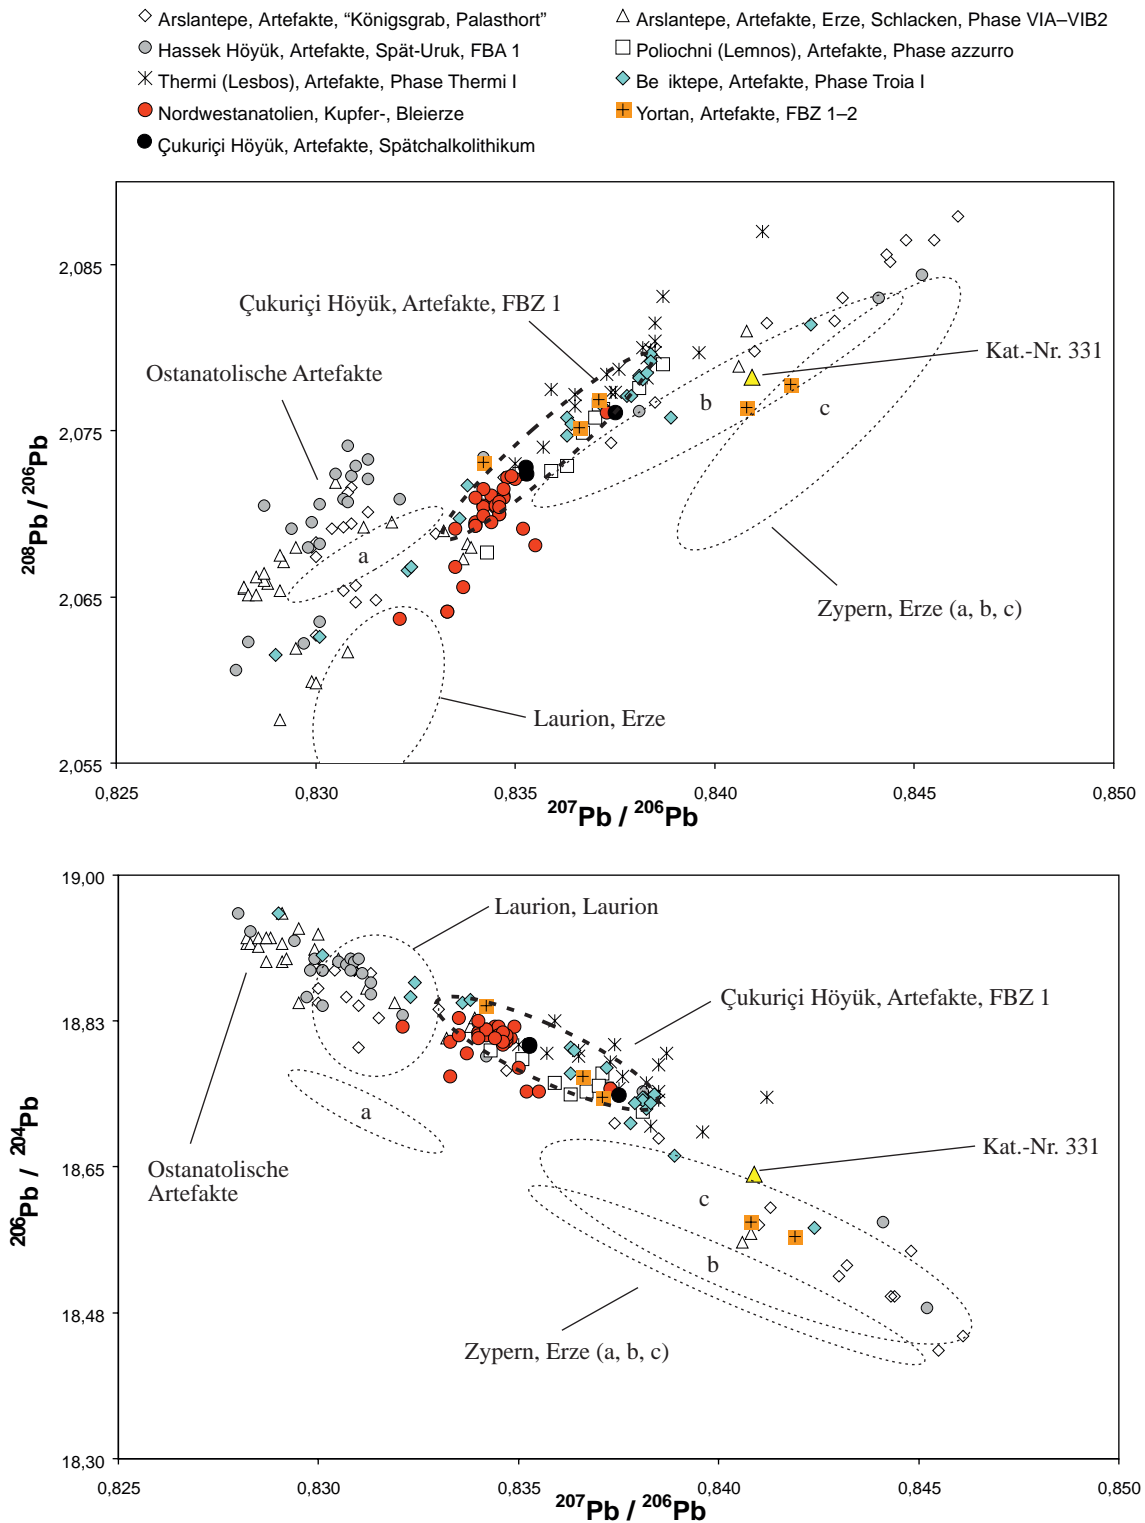 Arslantepe, Artefakte, “Königsgrab, Palasthort”
Arslantepe, Artefakte, Erze, Schlacken, Phase VIA–VIB2
Hassek Höyük, Artefakte, Spät-Uruk, FBA 1
Poliochni (Lemnos), Artefakte, Phase azzurro
Thermi (Lesbos), Artefakte, Phase Thermi I
Be iktepe, Artefakte, Phase Troia I
Nordwestanatolien, Kupfer-, Bleierze
Yortan, Artefakte, FBZ 1–2
Çukuriçi Höyük, Artefakte, Spätchalkolithikum
2,085
2,075
2,065
2,055
208Pb / 206Pb
Çukuriçi Höyük, Artefakte, FBZ 1
Ostanatolische Artefakte
Kat.-Nr. 331
a
b
c
Zypern, Erze (a, b, c)
Laurion, Erze
0,825
0,830
0,835
0,840
0,845
0,850
207Pb / 206Pb
19,00
18,83
18,65
18,48
18,30
206Pb / 204Pb
Laurion, Laurion
Çukuriçi Höyük, Artefakte, FBZ 1
a
Kat.-Nr. 331
Ostanatolische
Artefakte
c
b
Zypern, Erze (a, b, c)
0,825
0,830
0,835
0,840
0,845
0,850
207Pb / 206Pb